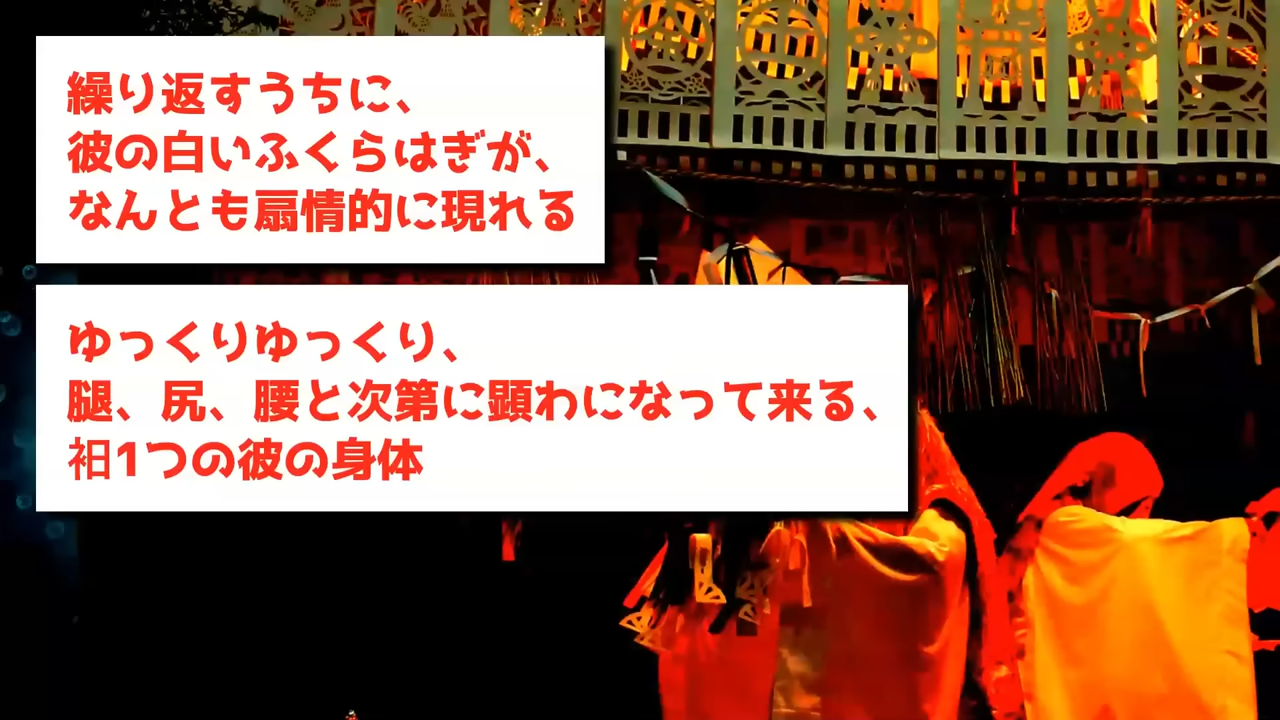 繰り返すうちに、
彼の白いふくらはぎが、
なんとも扇情的に現れる
ゆっくりゆっくり、
腿、尻、腰と次第に顕わになって来る、
衵1つの彼の身体